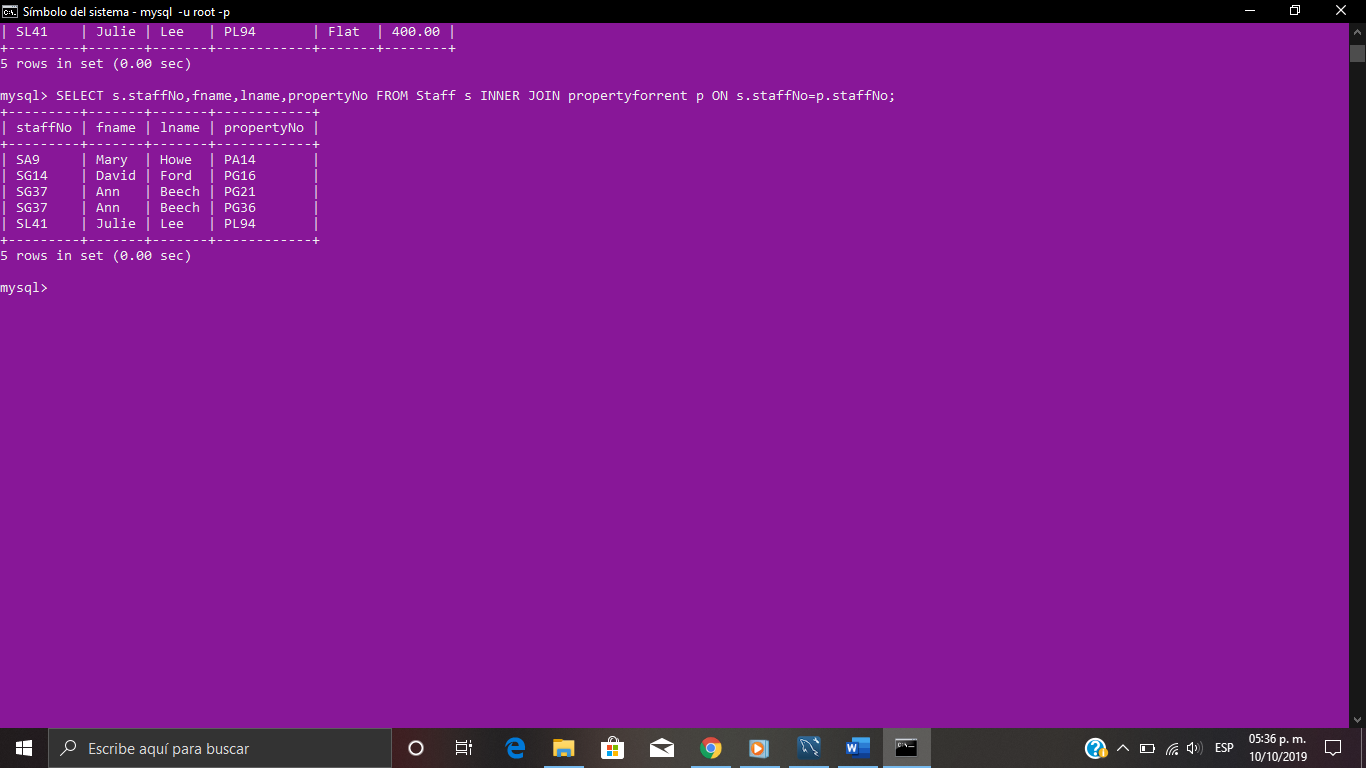 Símbolo del sistema - mysql -u root -p
| SL41    | Julie | Lee   | PL94       | Flat  | 400.00 |
+---------+-------+-------+------------+-------+--------+
5 rows in set (0.00 sec)
mysql> SELECT s.staffNo,fname,lname,propertyNo FROM Staff s INNER JOIN propertyforrent p ON s.staffNo=p.staffNo;
+---------+-------+-------+------------+
| staffNo | fname | lname | propertyNo |
+---------+-------+-------+------------+
| SA9     | Mary  | Howe  | PA14       |
| SG14    | David | Ford  | PG16       |
| SG37    | Ann   | Beech | PG21       |
| SG37    | Ann   | Beech | PG36       |
| SL41    | Julie | Lee   | PL94       |
+---------+-------+-------+------------+
5 rows in set (0.00 sec)
mysql>
Escribe aquí para buscar
ESP
05:36 p. m.
10/10/2019